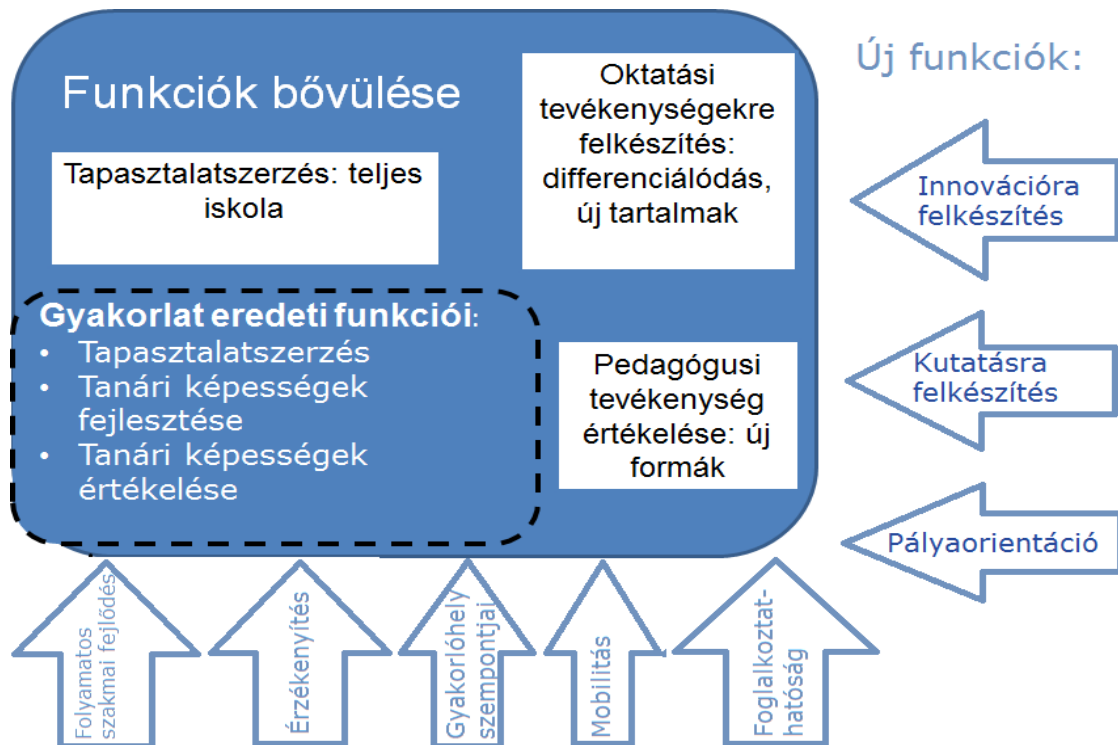 Funkciók bővülése
Tapasztalatszerzés: teljes
iskola
Oktatási
tevékenységekre
felkészítés:
differenciálódás,
új tartalmak
Gyakorlat eredeti funkciói:
• Tapasztalatszerzés
• Tanári képességek
fejlesztése
• Tanári képességek
értékelése
Pedagógusi
tevékenység
értékelése: új
formák
Új funkciók:
Innovációra
felkészítés
Kutatásra
felkészítés
Pályaorientáció
Folyamatos
szakmai fejlődés
Érzékenyítés
Gyakorlóhely
szempontjai
Mobilitás
Foglalkoztat-
hatóság